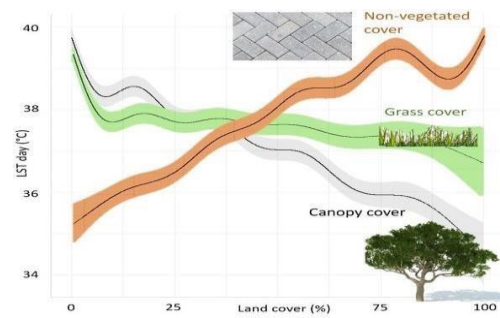 Non-vegetated
cover
40
38
36
34
LST day (°C)
Grass cover
Canopy cover
0
25
Land cover (%)
75
100